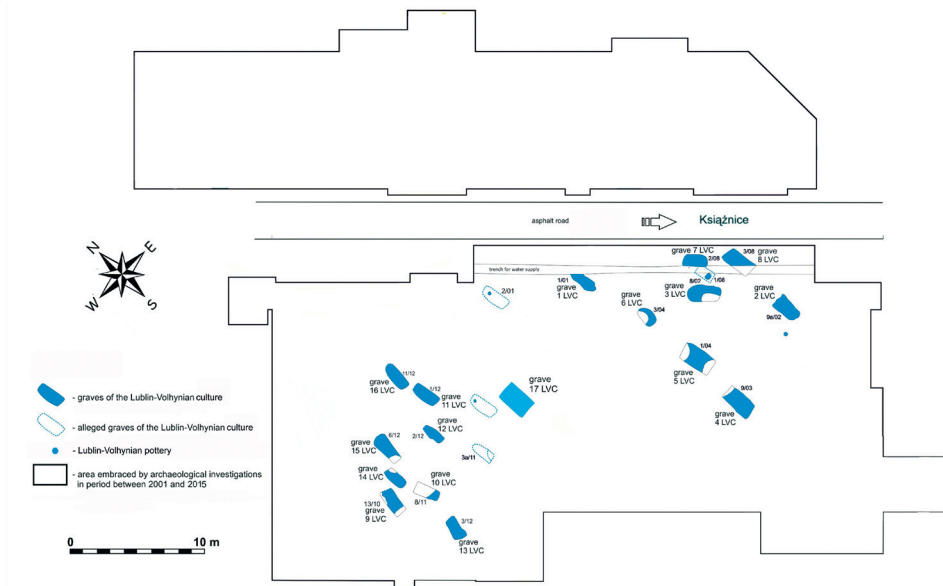 asphalt road
Książnice
grave 7 LVC
2/08
3/08
grave
8 LVC
trench for water supply
N
E
W
S
1/01
grave
1 LVC
2/01
8/02
1/06
grave
3 LVC
grave
6 LVC
3/04
grave
2 LVC
9a/02
1/04
grave
5 LVC
9/03
grave
4 LVC
11/12
grave
16 LVC
1/12
grave
11 LVC
grave
17 LVC
grave
12 LVC
2/12
6/12
grave
15 LVC
3a/11
grave
14 LVC
grave
10 LVC
8/11
13/10
grave
9 LVC
3/12
grave
13 LVC
- graves of the Lublin-Volhynian culture
- alleged graves of the Lublin-Volhynian culture
- Lublin-Volhynian pottery
- area embraced by archaeological investigations
in period between 2001 and 2015
0
10 m